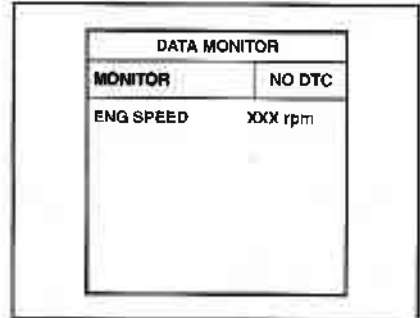 DATA MONITOR
MONITOR NO DTC
ENG SPEED XXX rpm